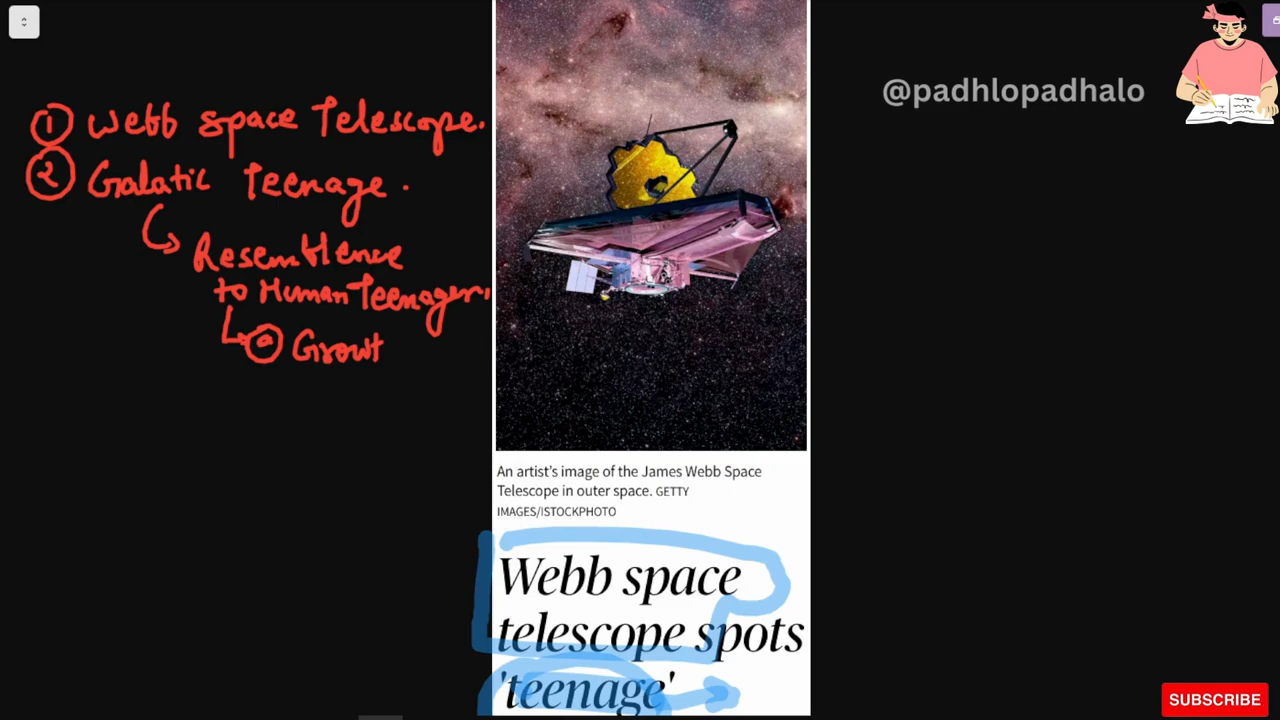 ① Webb space Telescope.
② Galatic Teenage.
Resemblence
to Human Teenagers,
Growt
@padhlopadhalo
An artist's image of the James Webb Space
Telescope in outer space. GETTY
IMAGES/ISTOCKPHOTO
Webb space
telescope spots
'teenage'
SUBSCRIBE